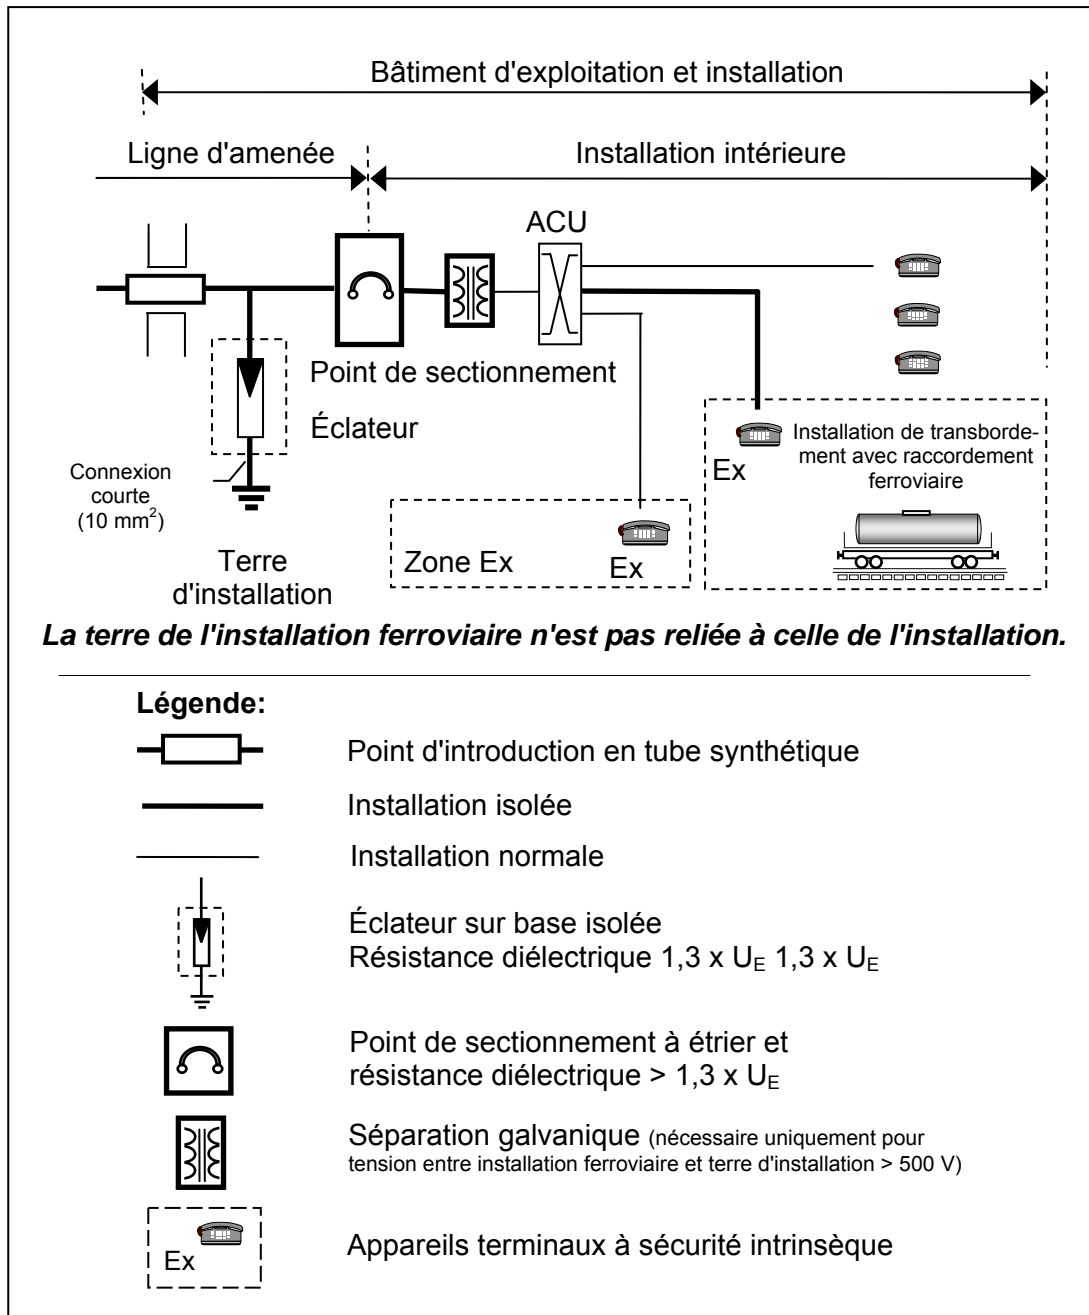 Bâtiment d'exploitation et installation
Ligne d'amenée
Installation intérieure
ACU
Point de sectionnement
Éclateur
Connexion
courte
(10 mm²)
Terre
d'installation
Zone Ex
Ex
Ex
Installation de transborde-
ment avec raccordement
ferroviaire
La terre de l'installation ferroviaire n'est pas reliée à celle de l'installation.
Légende:
Point d'introduction en tube synthétique
Installation isolée
Installation normale
Éclateur sur base isolée
Résistance diélectrique 1,3 x UE 1,3 x UE
Point de sectionnement à étrier et
résistance diélectrique > 1,3 x UE
Séparation galvanique (nécessaire uniquement pour
tension entre installation ferroviaire et terre d'installation > 500 V)
Ex
Appareils terminaux à sécurité intrinsèque